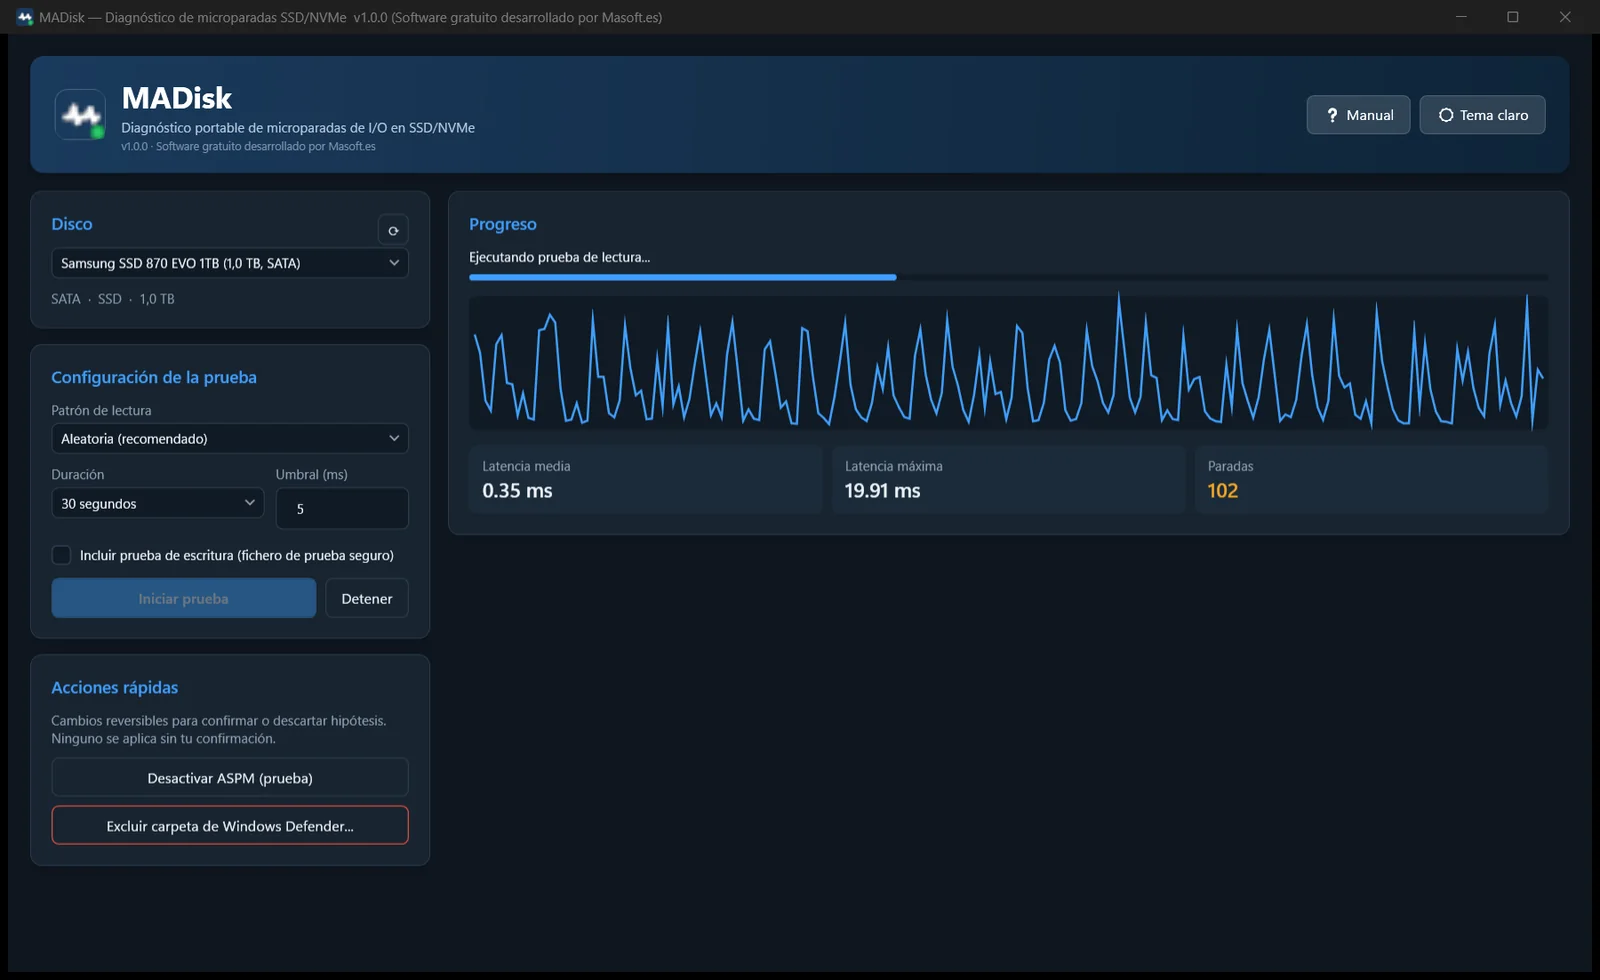 MADisk — Diagnóstico de microparadas SSD/NVMe v1.0.0 (Software gratuito desarrollado por Masoft.es)
MADisk
Diagnóstico portable de microparadas de I/O en SSD/NVMe
v1.0.0 · Software gratuito desarrollado por Masoft.es
? Manual
Tema claro
Disco
Samsung SSD 870 EVO 1TB (1,0 TB, SATA)
SATA · SSD · 1,0 TB
Configuración de la prueba
Patrón de lectura
Aleatoria (recomendado)
Duración
Umbral (ms)
30 segundos
5
Incluir prueba de escritura (fichero de prueba seguro)
Iniciar prueba
Detener
Acciones rápidas
Cambios reversibles para confirmar o descartar hipótesis.
Ninguno se aplica sin tu confirmación.
Desactivar ASPM (prueba)
Excluir carpeta de Windows Defender...
Progreso
Ejecutando prueba de lectura...
Latencia media
0.35 ms
Latencia máxima
19.91 ms
Paradas
102